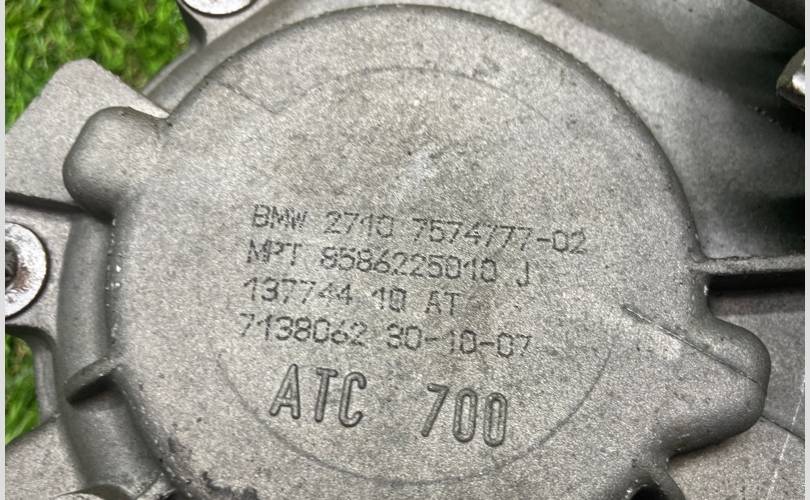 BMW 2710 7574777-02
MPT 8586225010 J
137744 10 AT
7138062 30-10-07
ATC 700